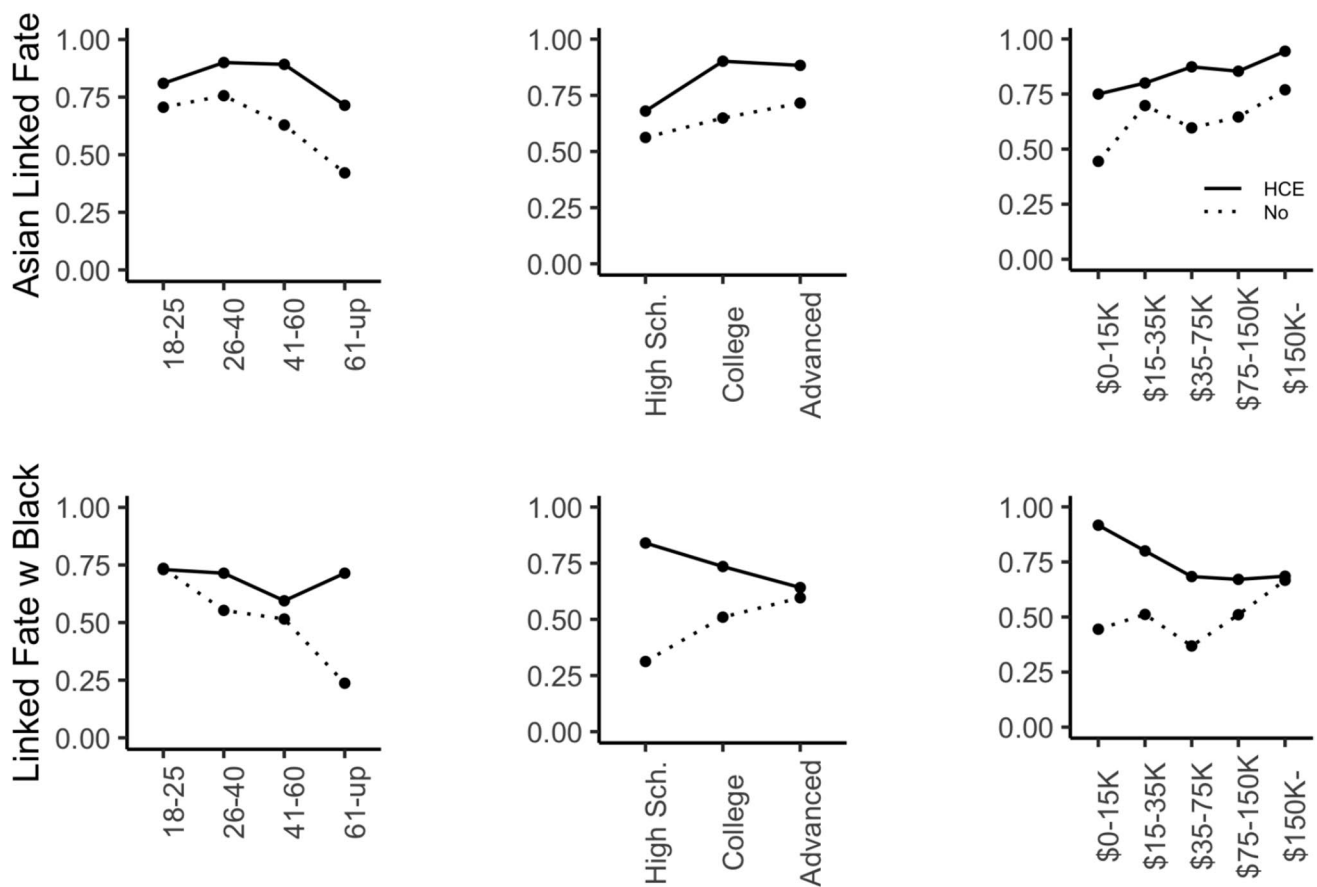 Asian Linked Fate
1.00
0.75
0.50
0.25
0.00
18-25
26-40
41-60
61-up
1.00
0.75
0.50
0.25
0.00
High Sch.
College
Advanced
1.00
0.75
0.50
0.25
0.00
HCE
No
$0-15K
$15-35K
$35-75K
$75-150K
$150K-
Linked Fate w Black
1.00
0.75
0.50
0.25
0.00
18-25
26-40
41-60
61-up
1.00
0.75
0.50
0.25
0.00
High Sch.
College
Advanced
1.00
0.75
0.50
0.25
0.00
$0-15K
$15-35K
$35-75K
$75-150K
$150K-